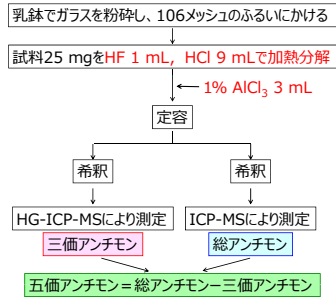 乳鉢でガラスを粉砕し、106メッシュのふるいにかける
試料25 mgをHF 1 mL，HCl 9 mLで加熱分解
1% AlCl₃ 3 mL
定容
希釈
希釈
HG-ICP-MSにより測定
ICP-MSにより測定
三価アンチモン
総アンチモン
五価アンチモン＝総アンチモン－三価アンチモン